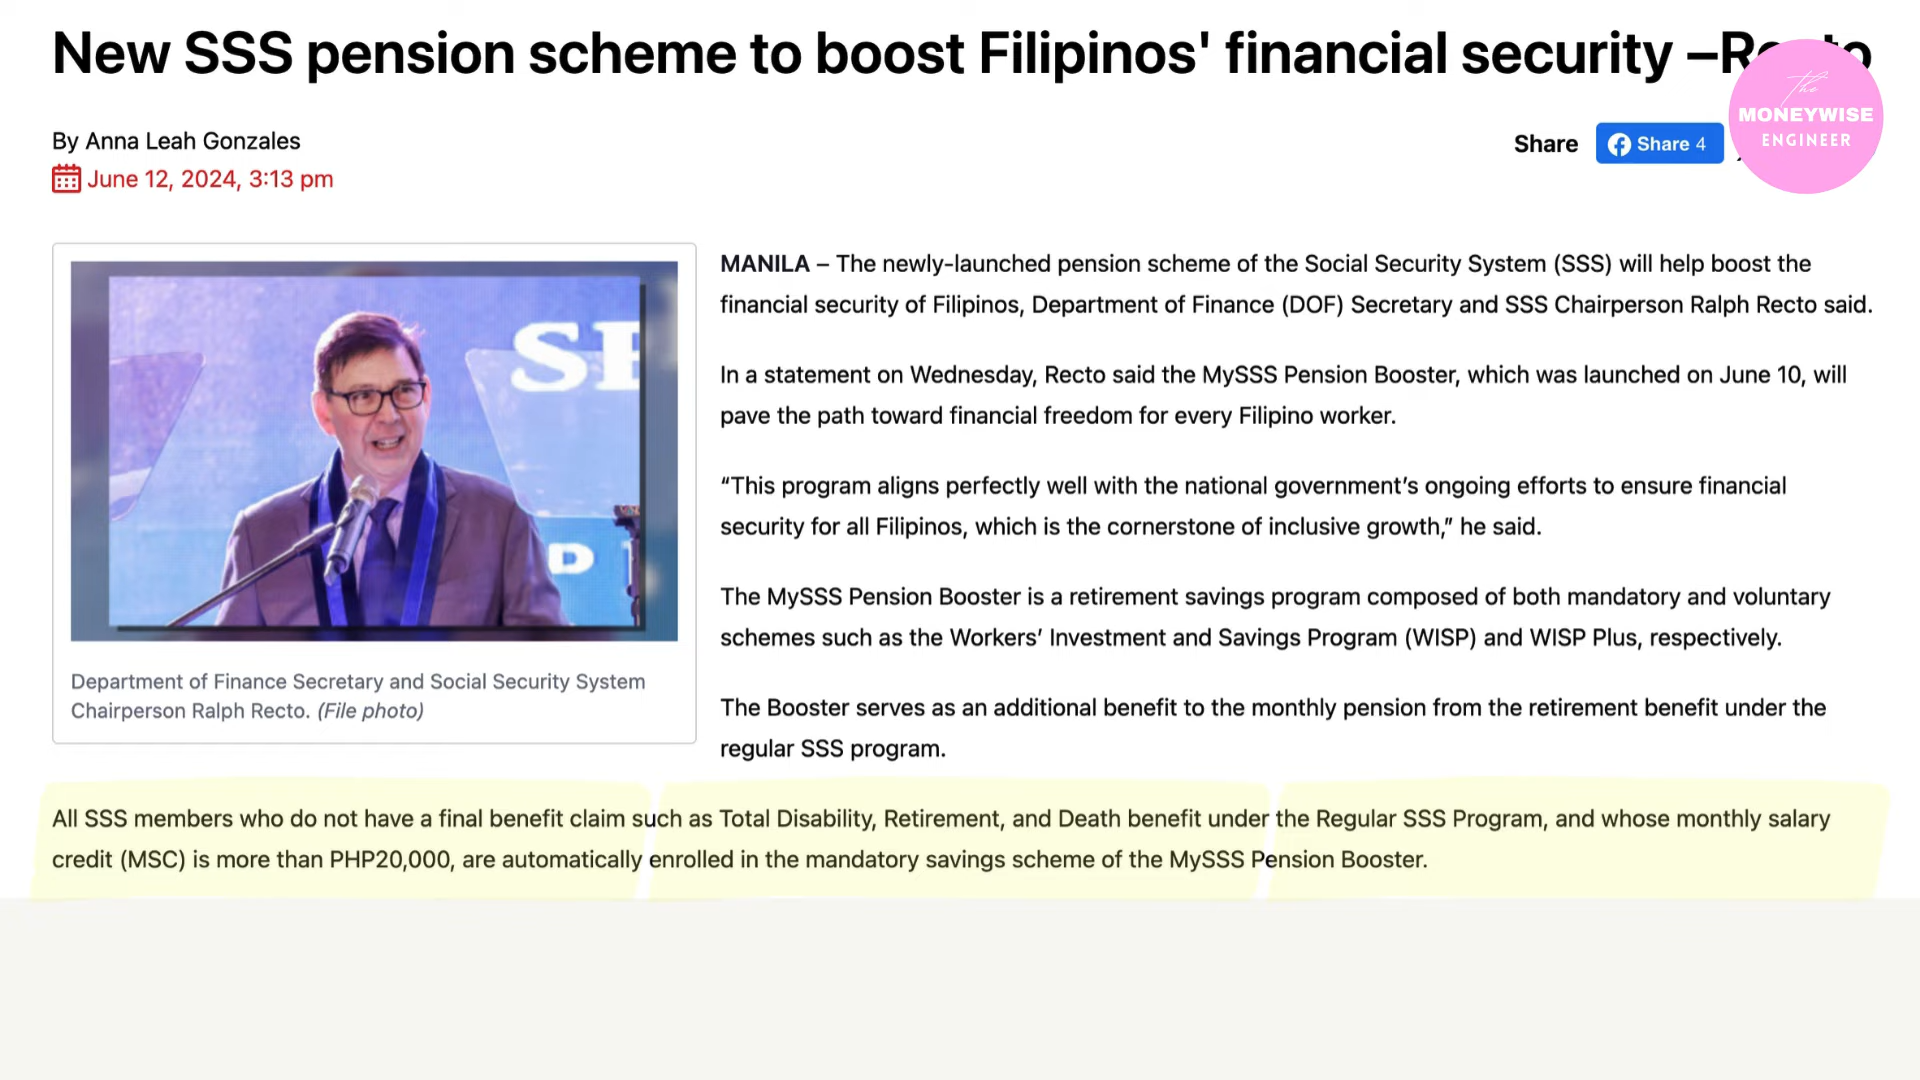 New SSS pension scheme to boost Filipinos' financial security –Recto
By Anna Leah Gonzales
June 12, 2024, 3:13 pm
Share
Share 4
The
MONEYWISE
ENGINEER
MANILA – The newly-launched pension scheme of the Social Security System (SSS) will help boost the
financial security of Filipinos, Department of Finance (DOF) Secretary and SSS Chairperson Ralph Recto said.
In a statement on Wednesday, Recto said the MySSS Pension Booster, which was launched on June 10, will
pave the path toward financial freedom for every Filipino worker.
“This program aligns perfectly well with the national government’s ongoing efforts to ensure financial
security for all Filipinos, which is the cornerstone of inclusive growth,” he said.
The MySSS Pension Booster is a retirement savings program composed of both mandatory and voluntary
schemes such as the Workers’ Investment and Savings Program (WISP) and WISP Plus, respectively.
The Booster serves as an additional benefit to the monthly pension from the retirement benefit under the
regular SSS program.
Department of Finance Secretary and Social Security System
Chairperson Ralph Recto. (File photo)
All SSS members who do not have a final benefit claim such as Total Disability, Retirement, and Death benefit under the Regular SSS Program, and whose monthly salary
credit (MSC) is more than PHP20,000, are automatically enrolled in the mandatory savings scheme of the MySSS Pension Booster.